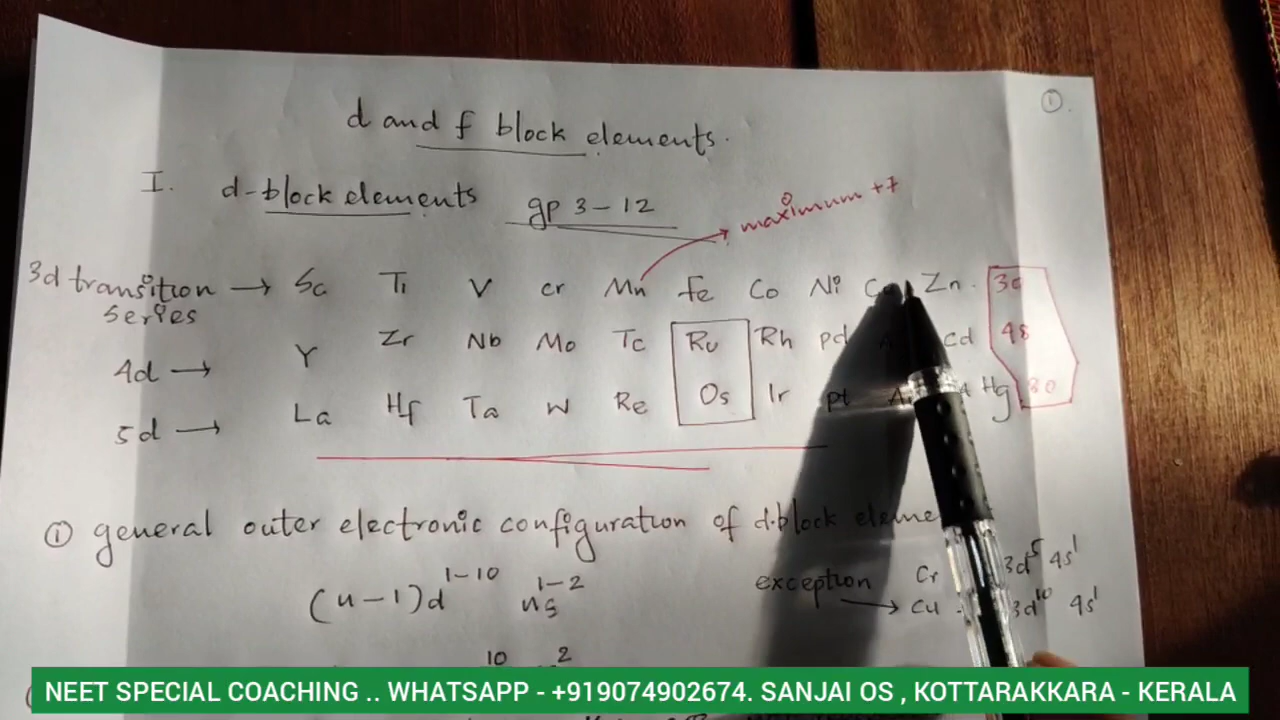 ①
d and f block elements.
I. d-block elements gp 3-12
maximum +7
3d transition series → Sc Ti V cr Mn Fe Co Ni Zn. 30
4d → Y Zr Nb Mo Tc Ru Rh pd cd 48
5d → La Hf Ta W Re Os Ir pt Hg 80
① general outer electronic configuration of d-block
(n-1)d¹⁻¹⁰ ns¹⁻²
exception Cr 3d⁵ 4s¹
→ Cu 3d¹⁰ 4s¹
10 2
NEET SPECIAL COACHING .. WHATSAPP - +919074902674. SANJAI OS , KOTTARAKKARA - KERALA